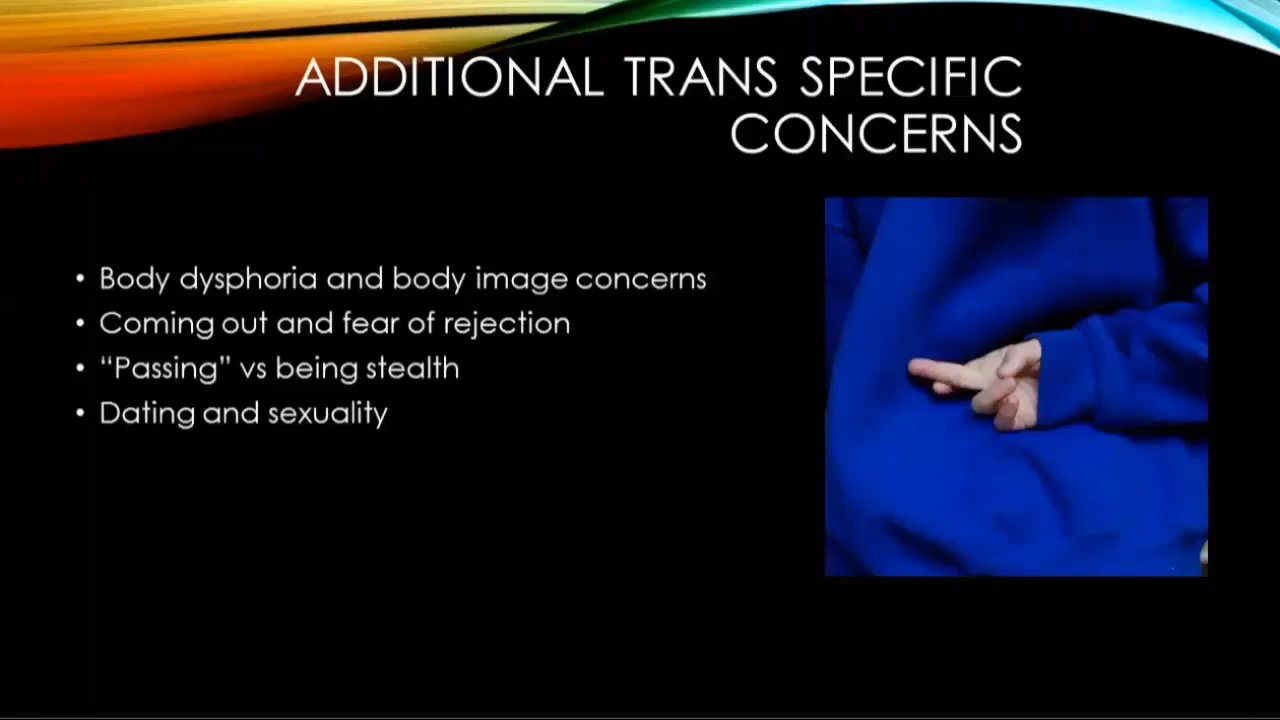 ADDITIONAL TRANS SPECIFIC
CONCERNS
• Body dysphoria and body image concerns
• Coming out and fear of rejection
• “Passing” vs being stealth
• Dating and sexuality